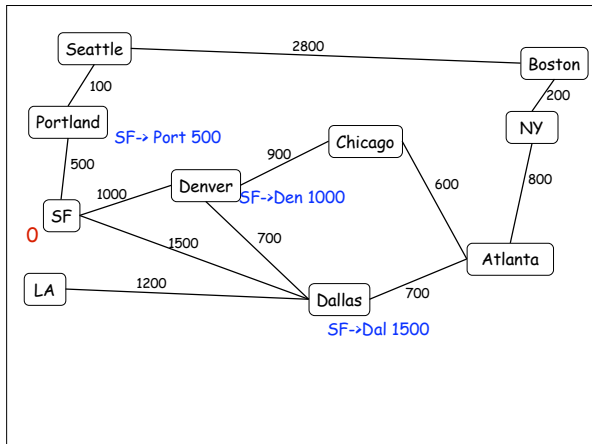 Seattle
2800
Boston
100
200
Portland
SF-> Port 500
NY
Chicago
900
500
800
Denver
1000
SF->Den 1000
600
SF
0
1500
700
Atlanta
LA
1200
Dallas
700
SF->Dal 1500